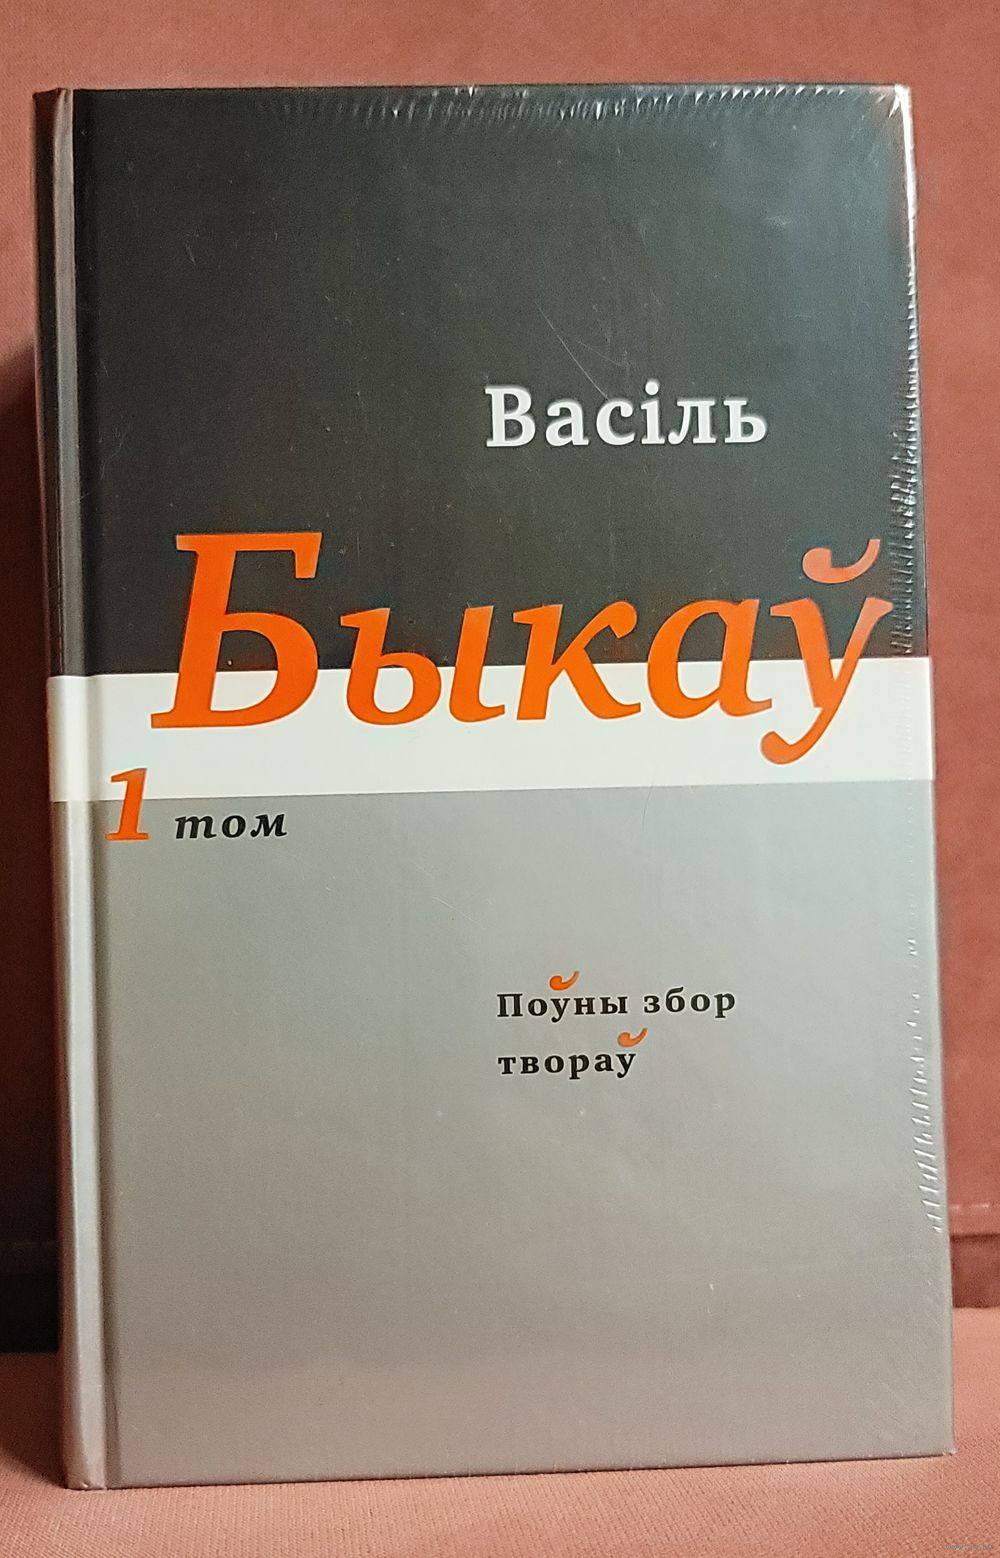 Васіль
Быкаў
1 том
Поўны збор
твораў